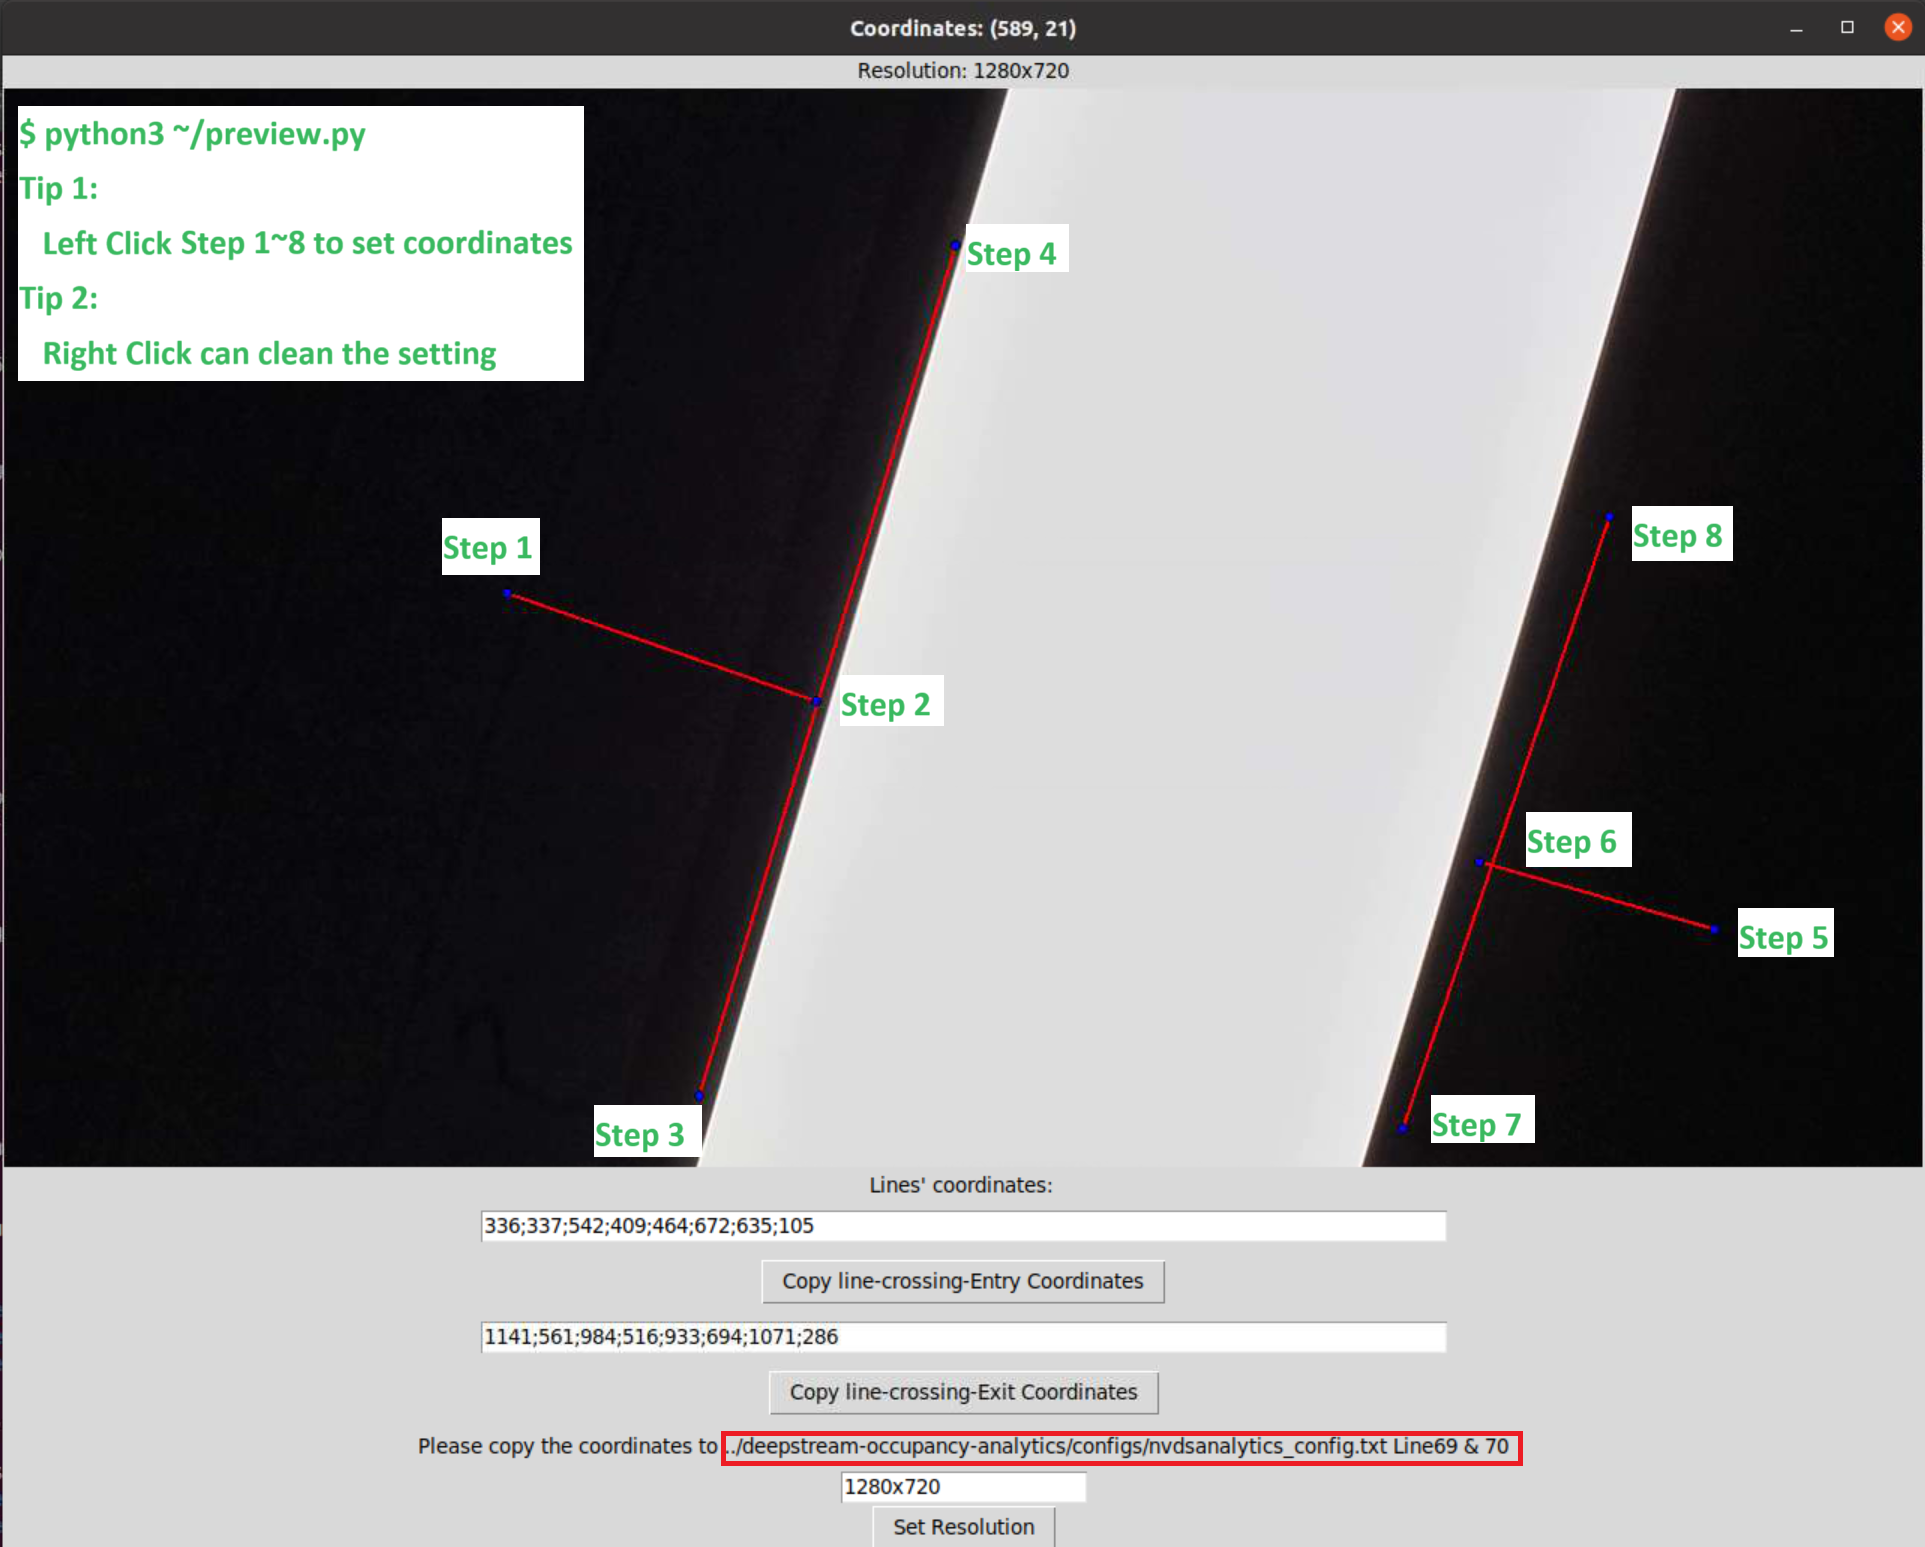 Coordinates: (589, 21)
Resolution: 1280x720
$ python3 ~/preview.py
Tip 1:
Left Click Step 1~8 to set coordinates
Tip 2:
Right Click can clean the setting
Step 4
Step 1
Step 8
Step 2
Step 6
Step 5
Step 3
Step 7
Lines' coordinates:
336;337;542;409;464;672;635;105
Copy line-crossing-Entry Coordinates
1141;561;984;516;933;694;1071;286
Copy line-crossing-Exit Coordinates
Please copy the coordinates to ../deepstream-occupancy-analytics/configs/nvdsanalytics_config.txt Line69 & 70
1280x720
Set Resolution